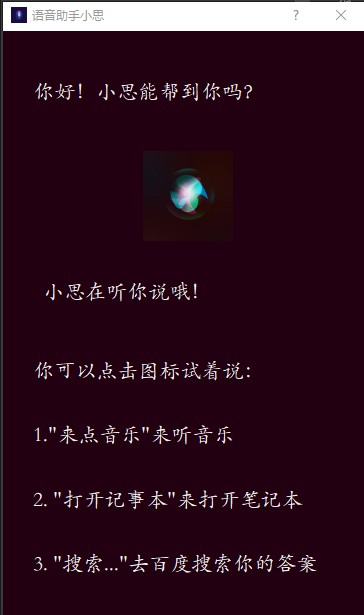 语音助手小思
?
你好！小思能帮到你吗？
小思在听你说哦！
你可以点击图标试着说：
1."来点音乐"来听音乐
2. "打开记事本"来打开笔记本
3. "搜索..."去百度搜索你的答案